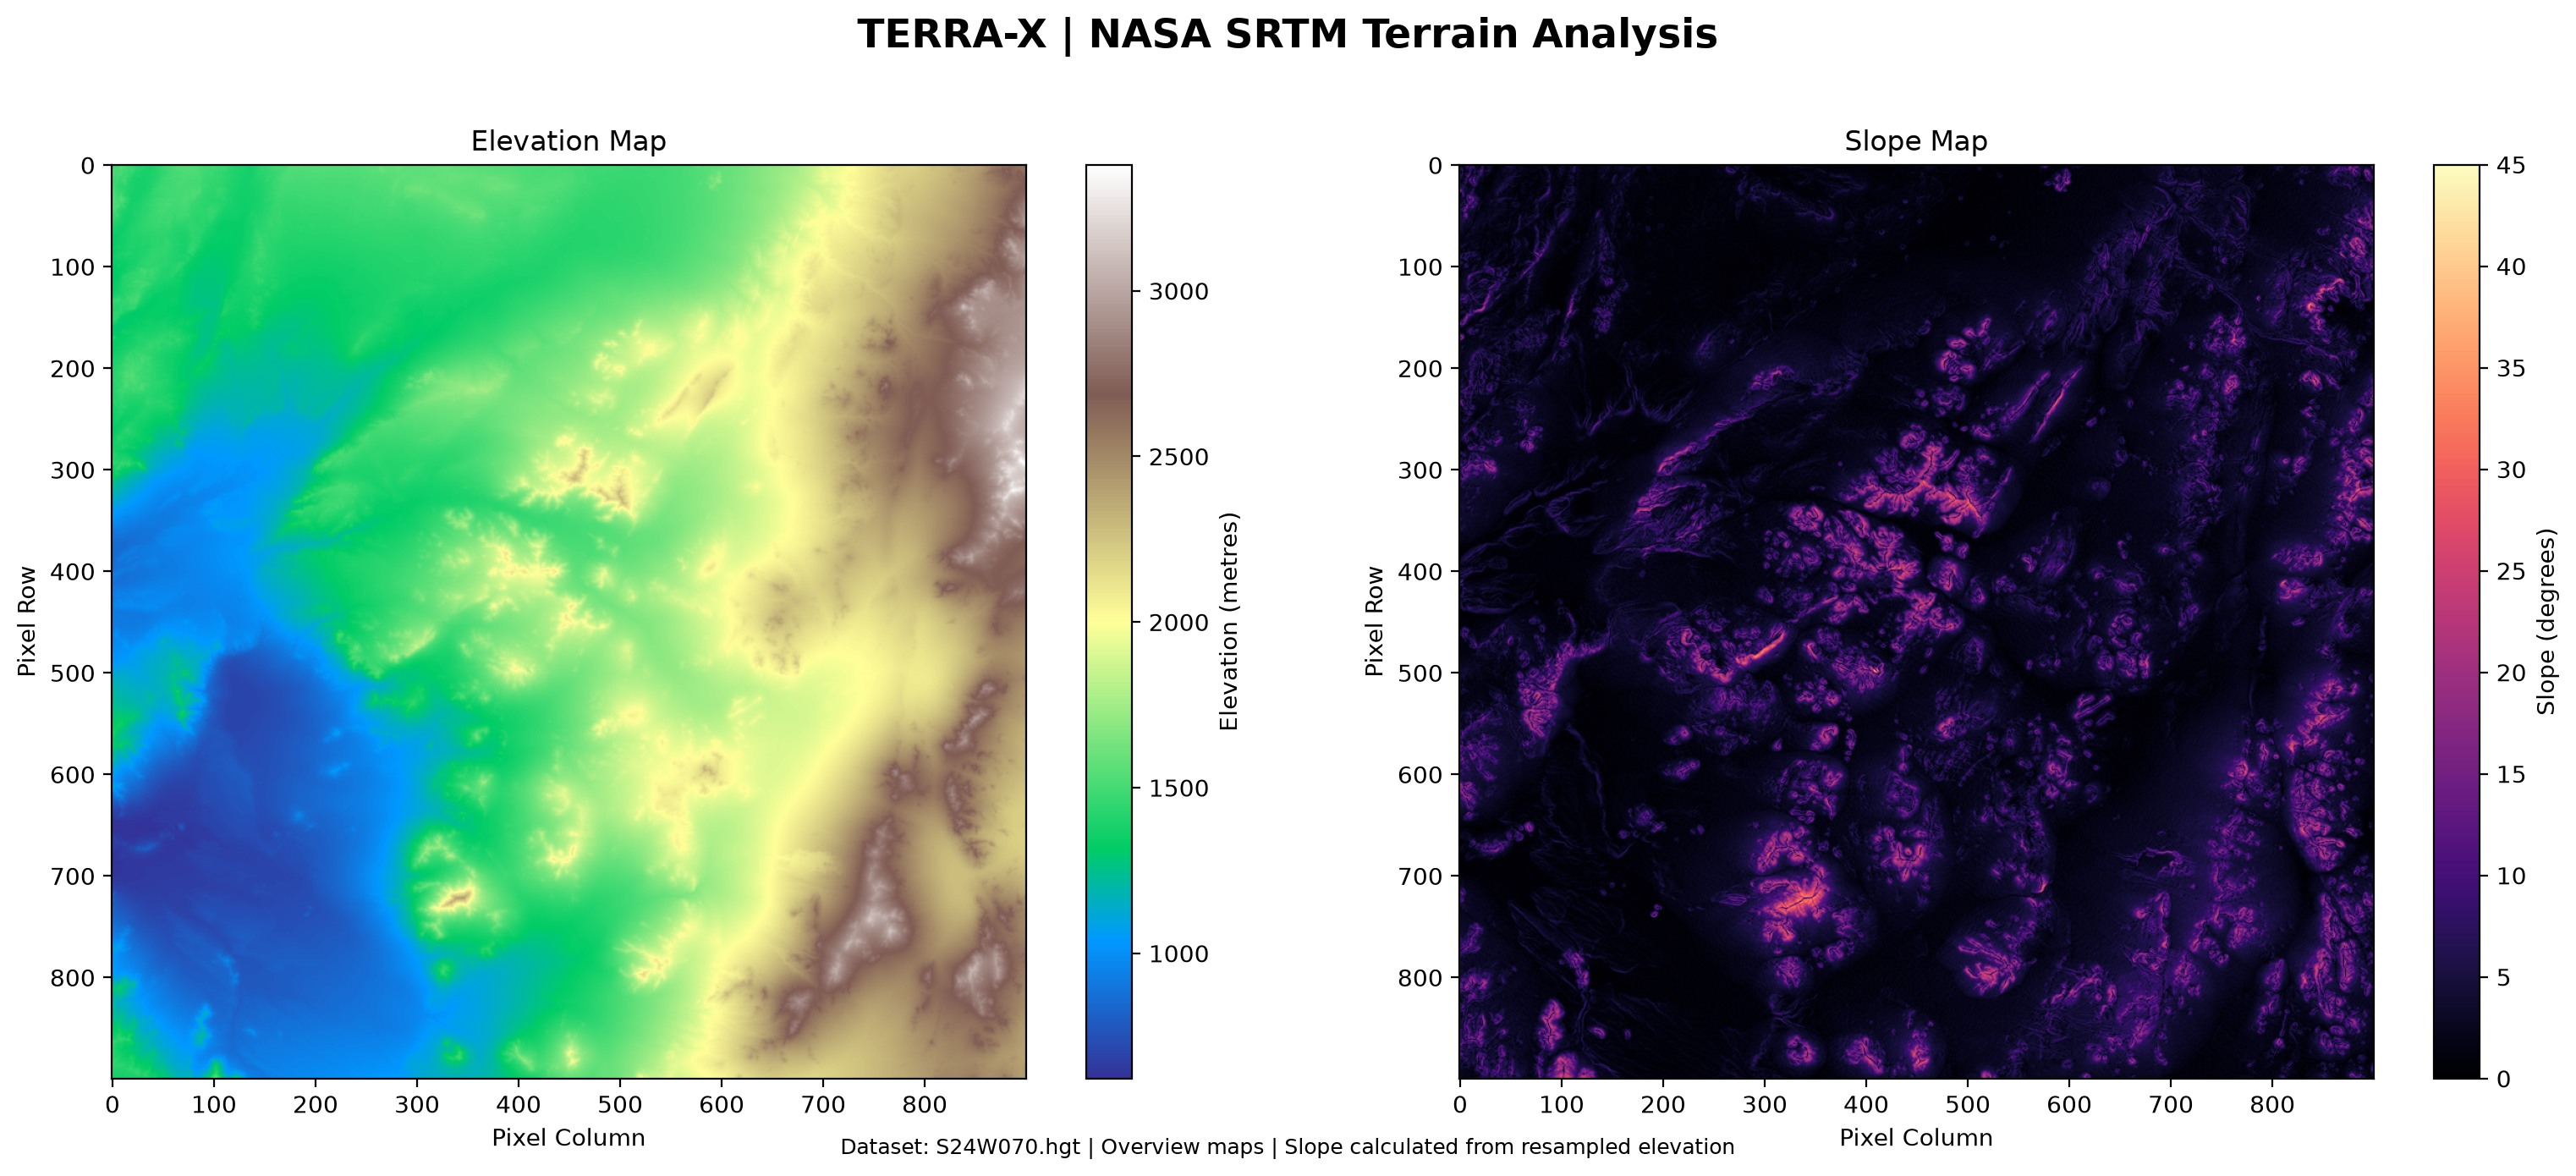 TERRA-X | NASA SRTM Terrain Analysis
Elevation Map
0
100
200
300
400
500
600
700
800
Pixel Row
0 100 200 300 400 500 600 700 800
Pixel Column
3000
2500
2000
1500
1000
Elevation (metres)
Slope Map
0
100
200
300
400
500
600
700
800
Pixel Row
0 100 200 300 400 500 600 700 800
Pixel Column
45
40
35
30
25
20
15
10
5
0
Slope (degrees)
Dataset: S24W070.hgt | Overview maps | Slope calculated from resampled elevation